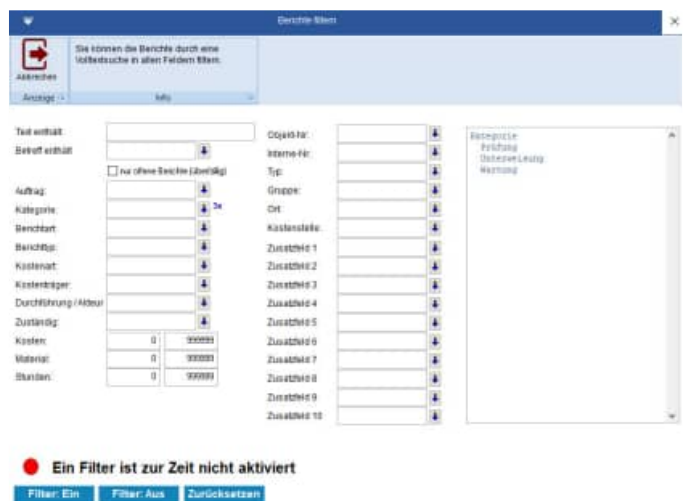 Berichte filtern
Sie können die Berichte durch eine
Volltextsuche in allen Feldern filtern.
Abbrechen
Anzeige
Info
Text enthält:
Betreff enthält:
nur offene Berichte (überfällig)
Auftrag:
Kategorie:
3x
Berichtart:
Berichttyp:
Kostenart:
Kostenträger:
Durchführung / Akteur
Zuständig:
Kosten: 0 999999
Material: 0 999999
Stunden: 0 999999
Objekt-Nr:
Interne-Nr:
Typ:
Gruppe:
Ort:
Kostenstelle:
Zusatzfeld 1
Zusatzfeld 2
Zusatzfeld 3
Zusatzfeld 4
Zusatzfeld 5
Zusatzfeld 6
Zusatzfeld 7
Zusatzfeld 8
Zusatzfeld 9
Zusatzfeld 10
Kategorie
Prüfung
Unterweisung
Wartung
Ein Filter ist zur Zeit nicht aktiviert
Filter: Ein Filter: Aus Zurücksetzen